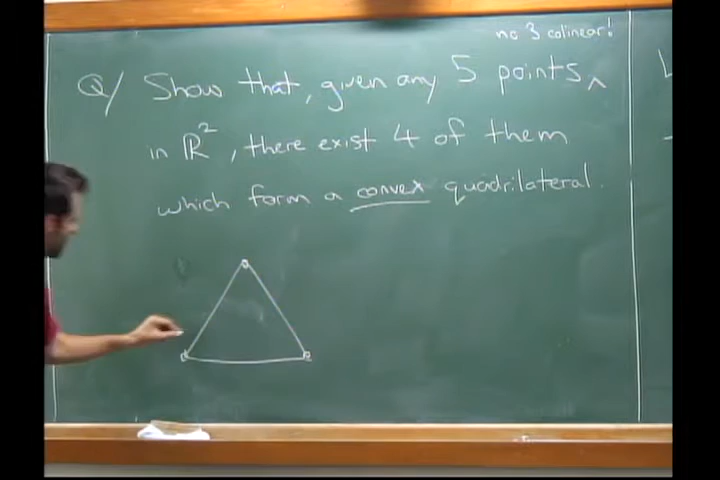 no 3 colinear!
Q/ Show that, given any 5 points ^
in ℝ², there exist 4 of them
which form a convex quadrilateral.